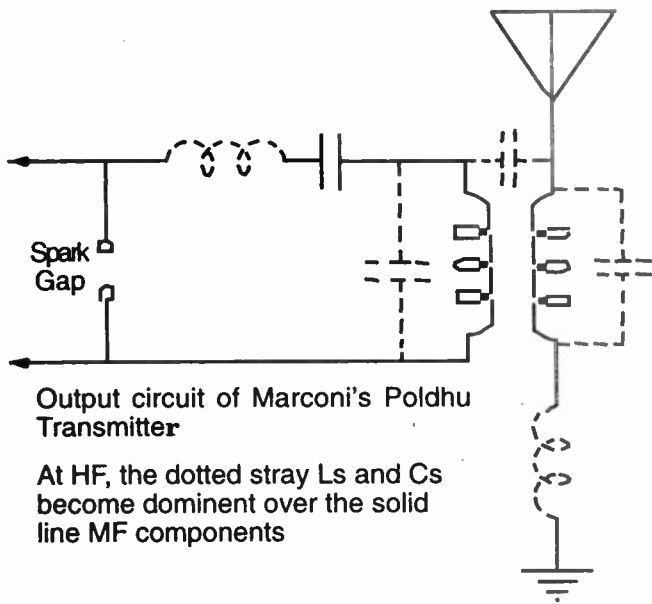 Spark
Gap
Output circuit of Marconi's Poldhu
Transmitter
At HF, the dotted stray Ls and Cs
become dominent over the solid
line MF components